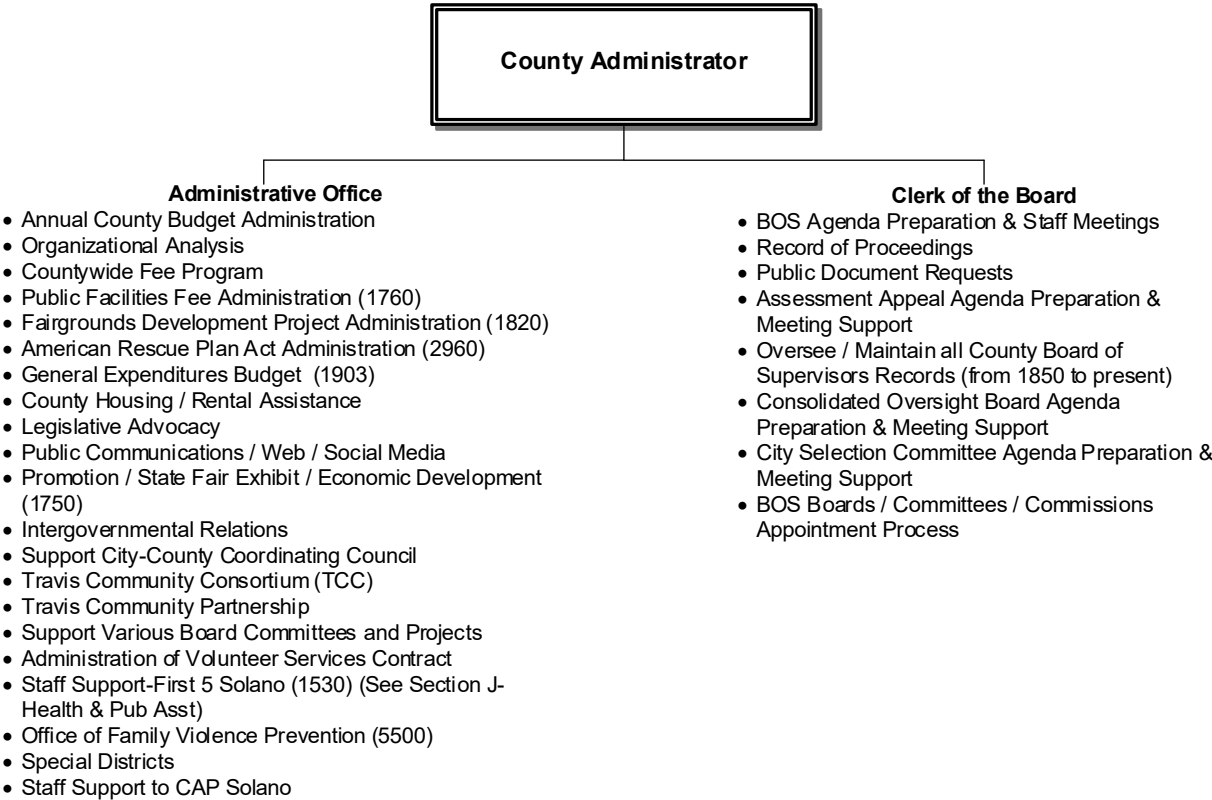 County Administrator
Administrative Office
• Annual County Budget Administration
• Organizational Analysis
• Countywide Fee Program
• Public Facilities Fee Administration (1760)
• Fairgrounds Development Project Administration (1820)
• American Rescue Plan Act Administration (2960)
• General Expenditures Budget (1903)
• County Housing / Rental Assistance
• Legislative Advocacy
• Public Communications / Web / Social Media
• Promotion / State Fair Exhibit / Economic Development
(1750)
• Intergovernmental Relations
• Support City-County Coordinating Council
• Travis Community Consortium (TCC)
• Travis Community Partnership
• Support Various Board Committees and Projects
• Administration of Volunteer Services Contract
• Staff Support-First 5 Solano (1530) (See Section J-
Health & Pub Asst)
• Office of Family Violence Prevention (5500)
• Special Districts
• Staff Support to CAP Solano
Clerk of the Board
• BOS Agenda Preparation & Staff Meetings
• Record of Proceedings
• Public Document Requests
• Assessment Appeal Agenda Preparation &
Meeting Support
• Oversee / Maintain all County Board of
Supervisors Records (from 1850 to present)
• Consolidated Oversight Board Agenda
Preparation & Meeting Support
• City Selection Committee Agenda Preparation &
Meeting Support
• BOS Boards / Committees / Commissions
Appointment Process